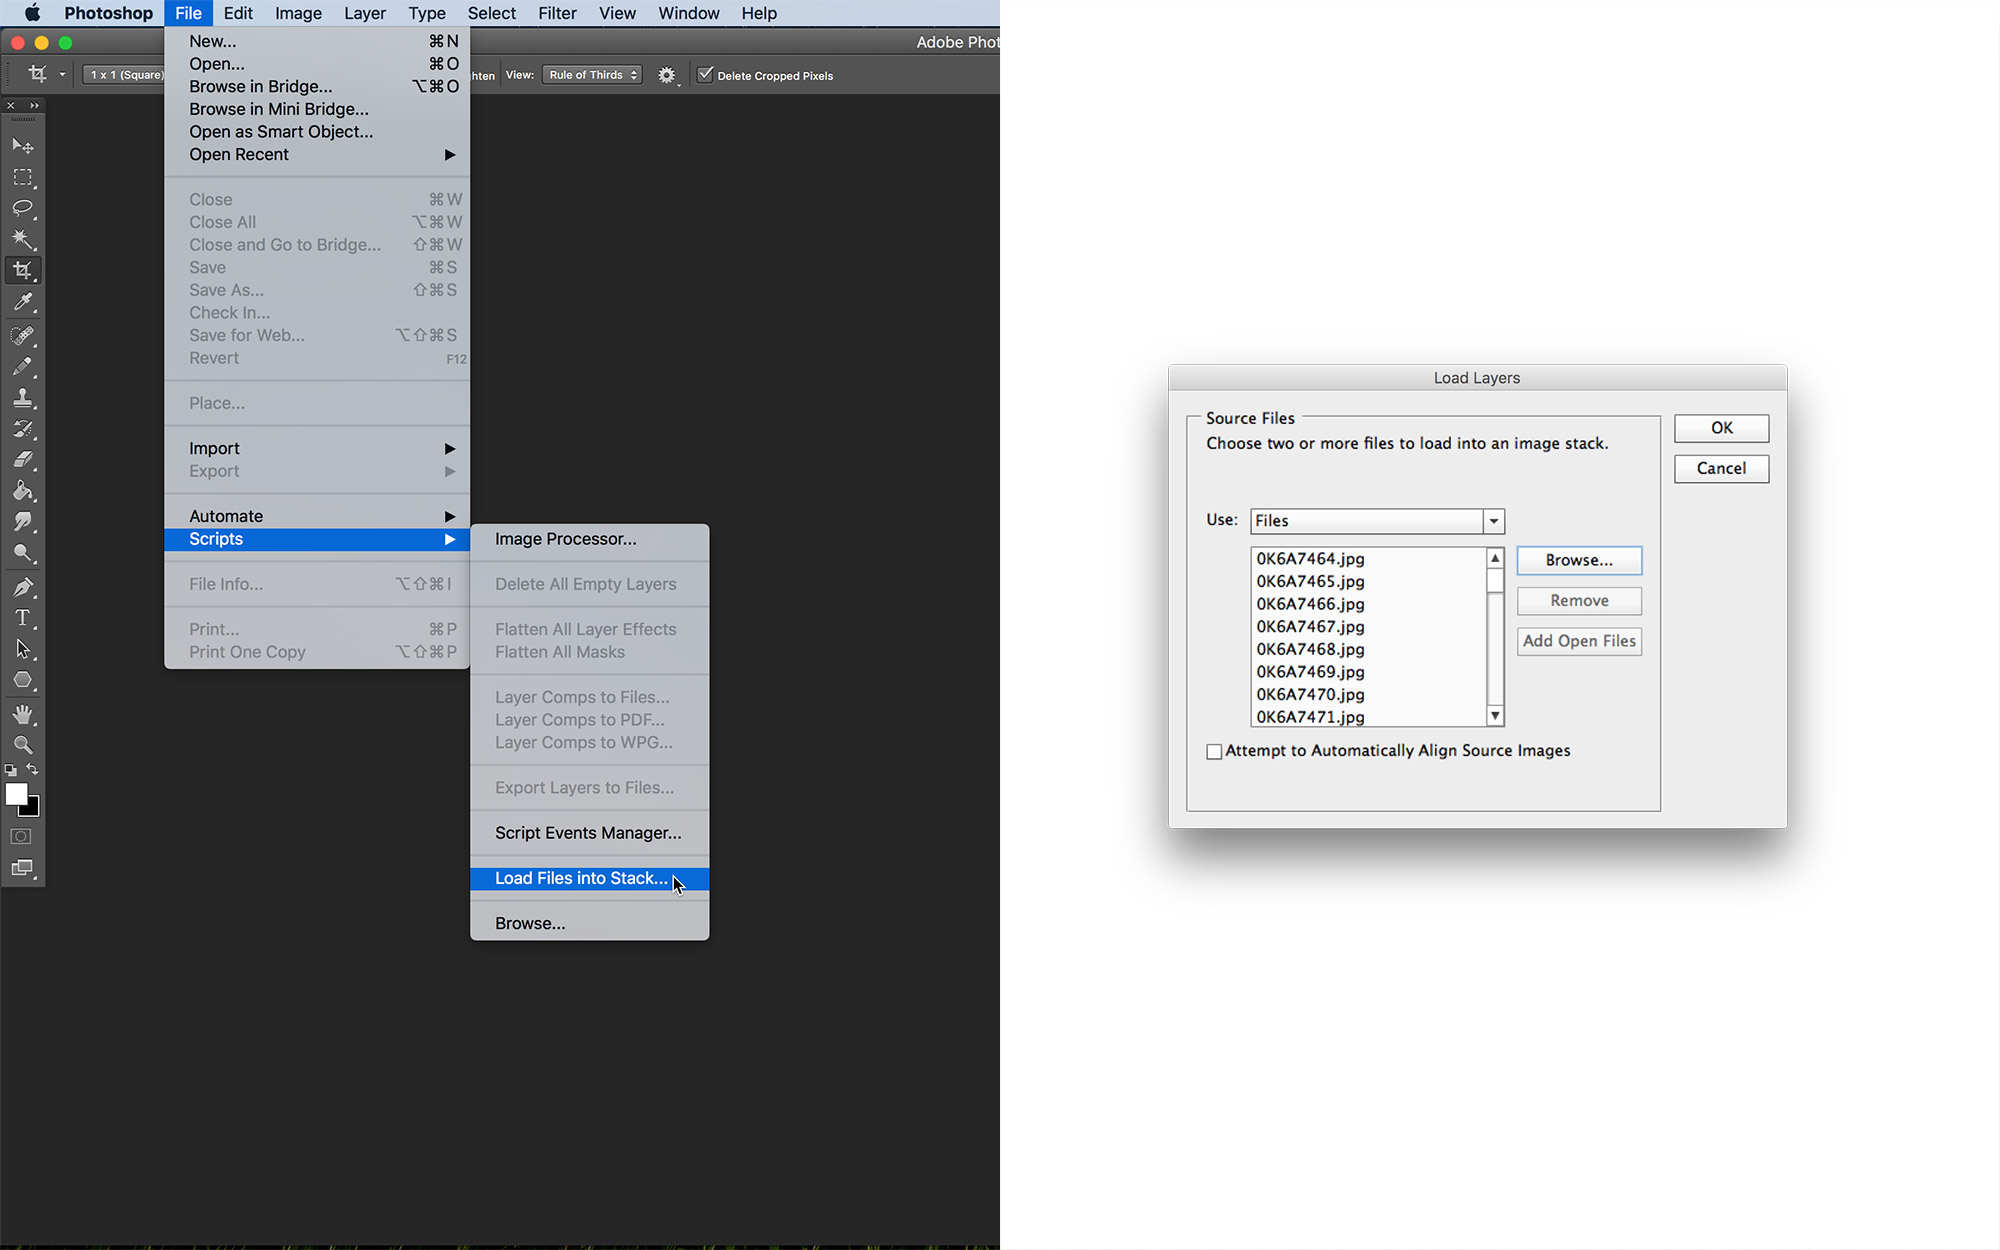 Photoshop File Edit Image Layer Type Select Filter View Window Help
Adobe Phot
1 x 1 (Square)
hten View: Rule of Thirds Delete Cropped Pixels
New... ⌘N
Open... ⌘O
Browse in Bridge... ⌥⌘O
Browse in Mini Bridge...
Open as Smart Object...
Open Recent
Close ⌘W
Close All ⌥⌘W
Close and Go to Bridge... ⇧⌘W
Save ⌘S
Save As... ⇧⌘S
Check In...
Save for Web... ⌥⇧⌘S
Revert F12
Place...
Import
Export
Automate
Scripts
File Info... ⌥⇧⌘I
Print... ⌘P
Print One Copy ⌥⇧⌘P
Image Processor...
Delete All Empty Layers
Flatten All Layer Effects
Flatten All Masks
Layer Comps to Files...
Layer Comps to PDF...
Layer Comps to WPG...
Export Layers to Files...
Script Events Manager...
Load Files into Stack...
Browse...
Load Layers
Source Files
Choose two or more files to load into an image stack.
OK
Cancel
Use: Files
0K6A7464.jpg
0K6A7465.jpg
0K6A7466.jpg
0K6A7467.jpg
0K6A7468.jpg
0K6A7469.jpg
0K6A7470.jpg
0K6A7471.jpg
Browse...
Remove
Add Open Files
Attempt to Automatically Align Source Images